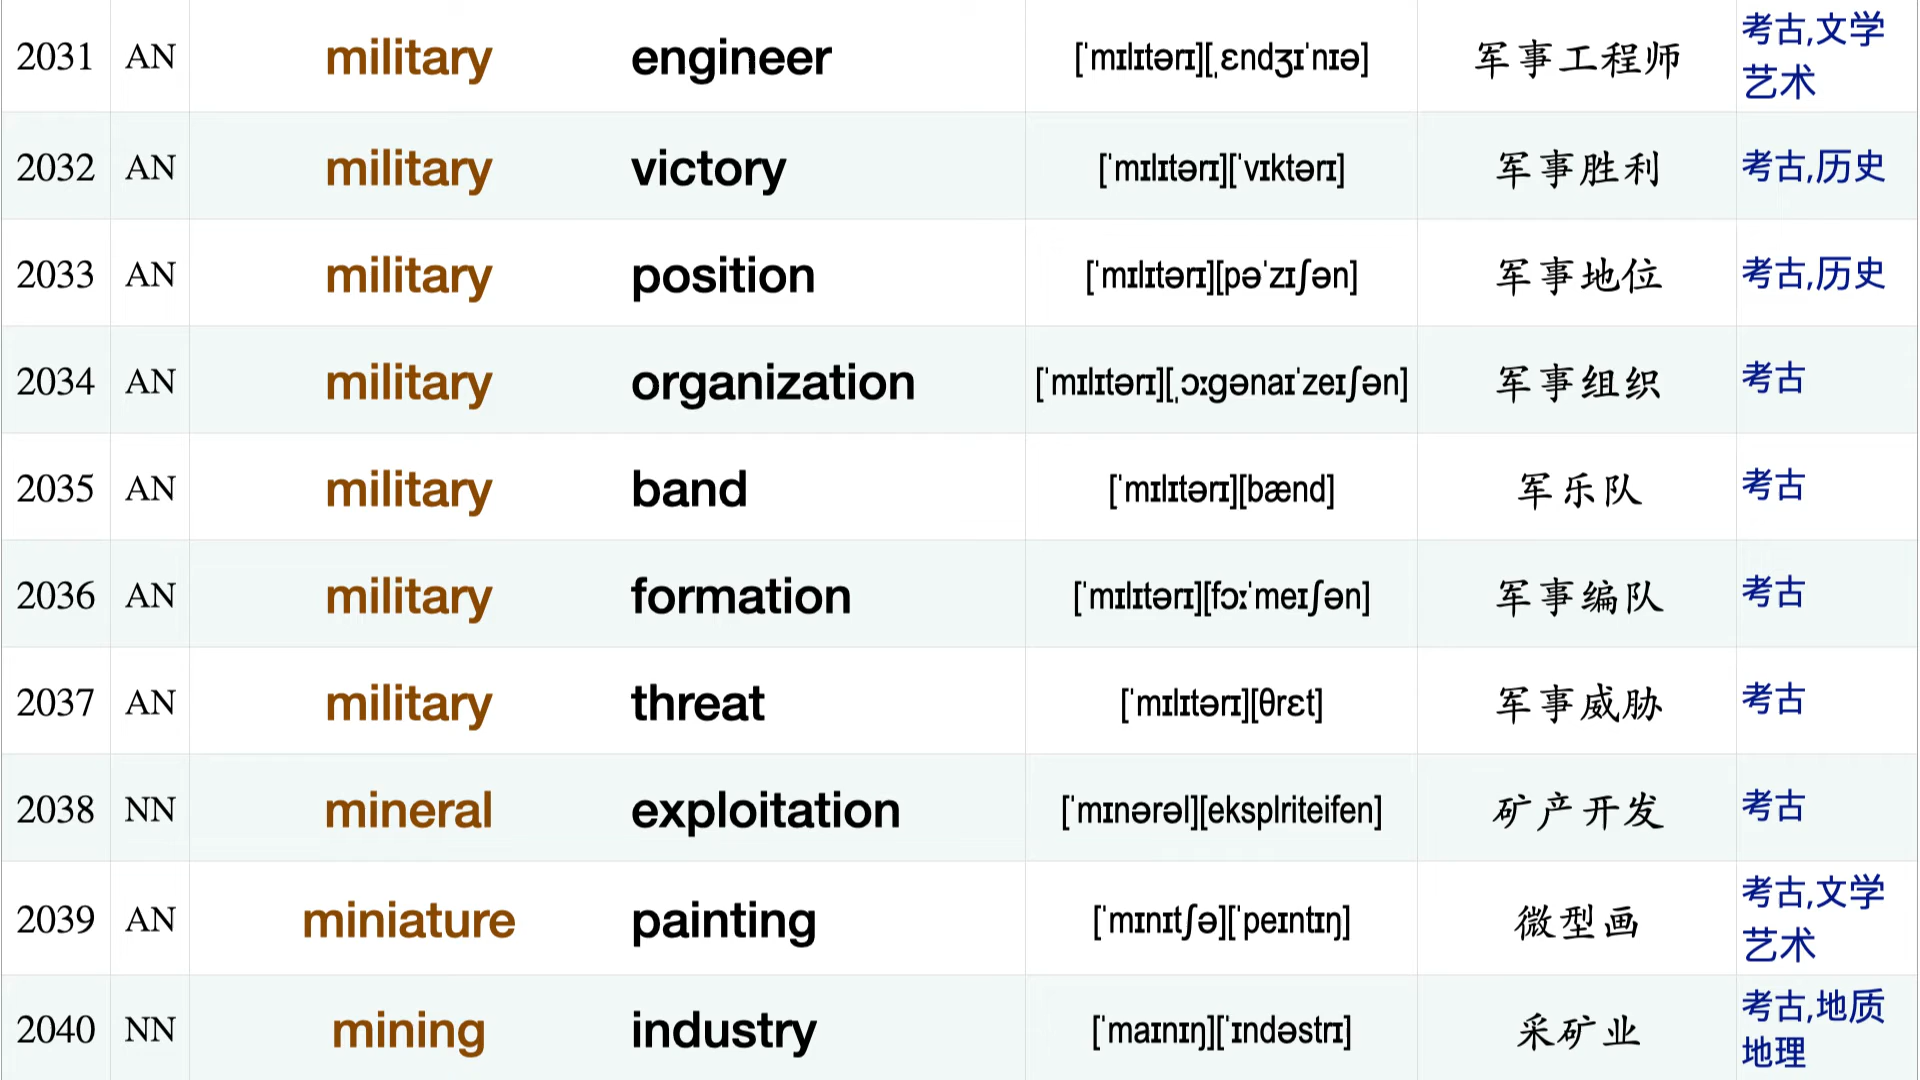 2031 AN military engineer [ˈmɪlɪtərɪ][ˌɛndʒɪˈnɪə] 军事工程师 考古,文学
艺术
2032 AN military victory [ˈmɪlɪtərɪ][ˈvɪktərɪ] 军事胜利 考古,历史
2033 AN military position [ˈmɪlɪtərɪ][pəˈzɪʃən] 军事地位 考古,历史
2034 AN military organization [ˈmɪlɪtərɪ][ˌɔːgənaɪˈzeɪʃən] 军事组织 考古
2035 AN military band [ˈmɪlɪtərɪ][bænd] 军乐队 考古
2036 AN military formation [ˈmɪlɪtərɪ][fɔːˈmeɪʃən] 军事编队 考古
2037 AN military threat [ˈmɪlɪtərɪ][θrɛt] 军事威胁 考古
2038 NN mineral exploitation [ˈmɪnərəl][eksplriteifen] 矿产开发 考古
2039 AN miniature painting [ˈmɪnɪtʃə][ˈpeɪntɪŋ] 微型画 考古,文学
艺术
2040 NN mining industry [ˈmaɪnɪŋ][ˈɪndəstrɪ] 采矿业 考古,地质
地理